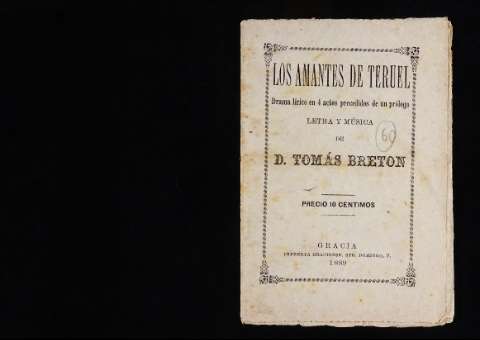 LOS AMANTES DE TERUEL
Drama lírico en 4 actos precedidos de un prólogo
LETRA Y MÚSICA
DE
60
D. TOMÁS BRETON
PRECIO 10 CENTIMOS
GRACIA
IMPRENTA
1889